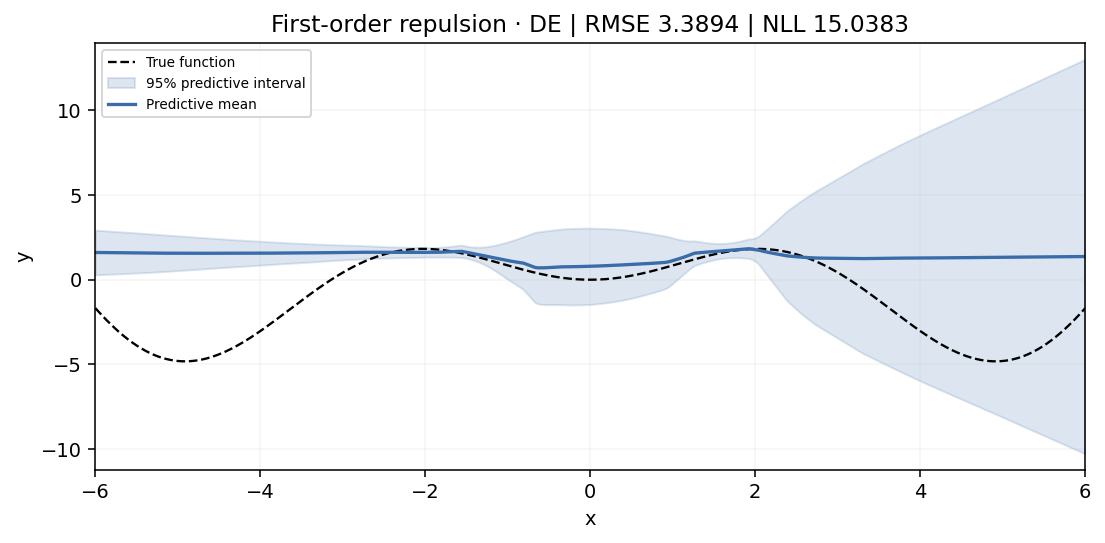 First-order repulsion · DE | RMSE 3.3894 | NLL 15.0383
True function
95% predictive interval
Predictive mean
10
5
0
−5
−10
y
−6 −4 −2 0 2 4 6
x